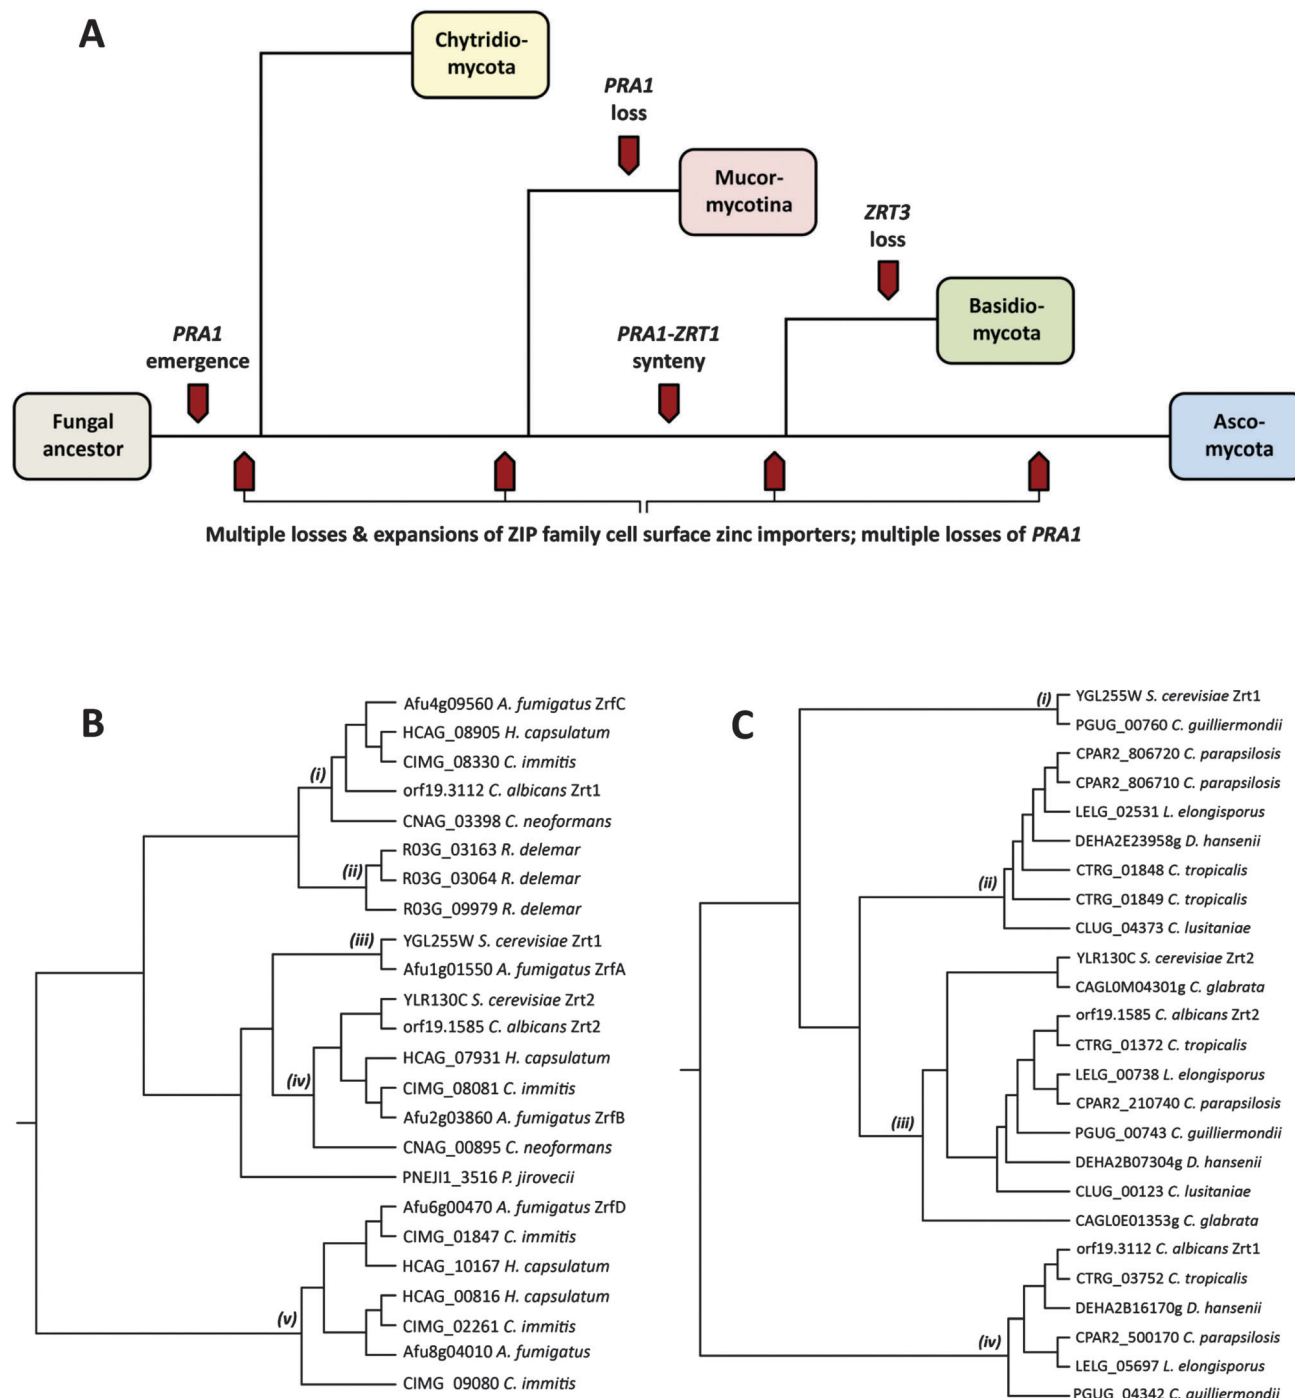 A
Chytridio-
mycota
PRA1
loss
Mucor-
mycotina
ZRT3
loss
Basidio-
mycota
PRA1
emergence
PRA1-ZRT1
synteny
Fungal
ancestor
Asco-
mycota
Multiple losses & expansions of ZIP family cell surface zinc importers; multiple losses of PRA1
B
Afu4g09560 A. fumigatus ZrfC
HCAG_08905 H. capsulatum
CIMG_08330 C. immitis
(i)
orf19.3112 C. albicans Zrt1
CNAG_03398 C. neoformans
R03G_03163 R. delemar
(ii)
R03G_03064 R. delemar
R03G_09979 R. delemar
(iii)
YGL255W S. cerevisiae Zrt1
Afu1g01550 A. fumigatus ZrfA
YLR130C S. cerevisiae Zrt2
orf19.1585 C. albicans Zrt2
HCAG_07931 H. capsulatum
(iv)
CIMG_08081 C. immitis
Afu2g03860 A. fumigatus ZrfB
CNAG_00895 C. neoformans
PNEJI1_3516 P. jirovecii
Afu6g00470 A. fumigatus ZrfD
CIMG_01847 C. immitis
HCAG_10167 H. capsulatum
HCAG_00816 H. capsulatum
(v)
CIMG_02261 C. immitis
Afu8g04010 A. fumigatus
CIMG_09080 C. immitis
C
(i)
YGL255W S. cerevisiae Zrt1
PGUG_00760 C. guilliermondii
CPAR2_806720 C. parapsilosis
CPAR2_806710 C. parapsilosis
LELG_02531 L. elongisporus
DEHA2E23958g D. hansenii
CTRG_01848 C. tropicalis
(ii)
CTRG_01849 C. tropicalis
CLUG_04373 C. lusitaniae
YLR130C S. cerevisiae Zrt2
CAGL0M04301g C. glabrata
orf19.1585 C. albicans Zrt2
CTRG_01372 C. tropicalis
LELG_00738 L. elongisporus
CPAR2_210740 C. parapsilosis
(iii)
PGUG_00743 C. guilliermondii
DEHA2B07304g D. hansenii
CLUG_00123 C. lusitaniae
CAGL0E01353g C. glabrata
orf19.3112 C. albicans Zrt1
CTRG_03752 C. tropicalis
DEHA2B16170g D. hansenii
(iv)
CPAR2_500170 C. parapsilosis
LELG_05697 L. elongisporus
PGUG_04342 C. guilliermondii